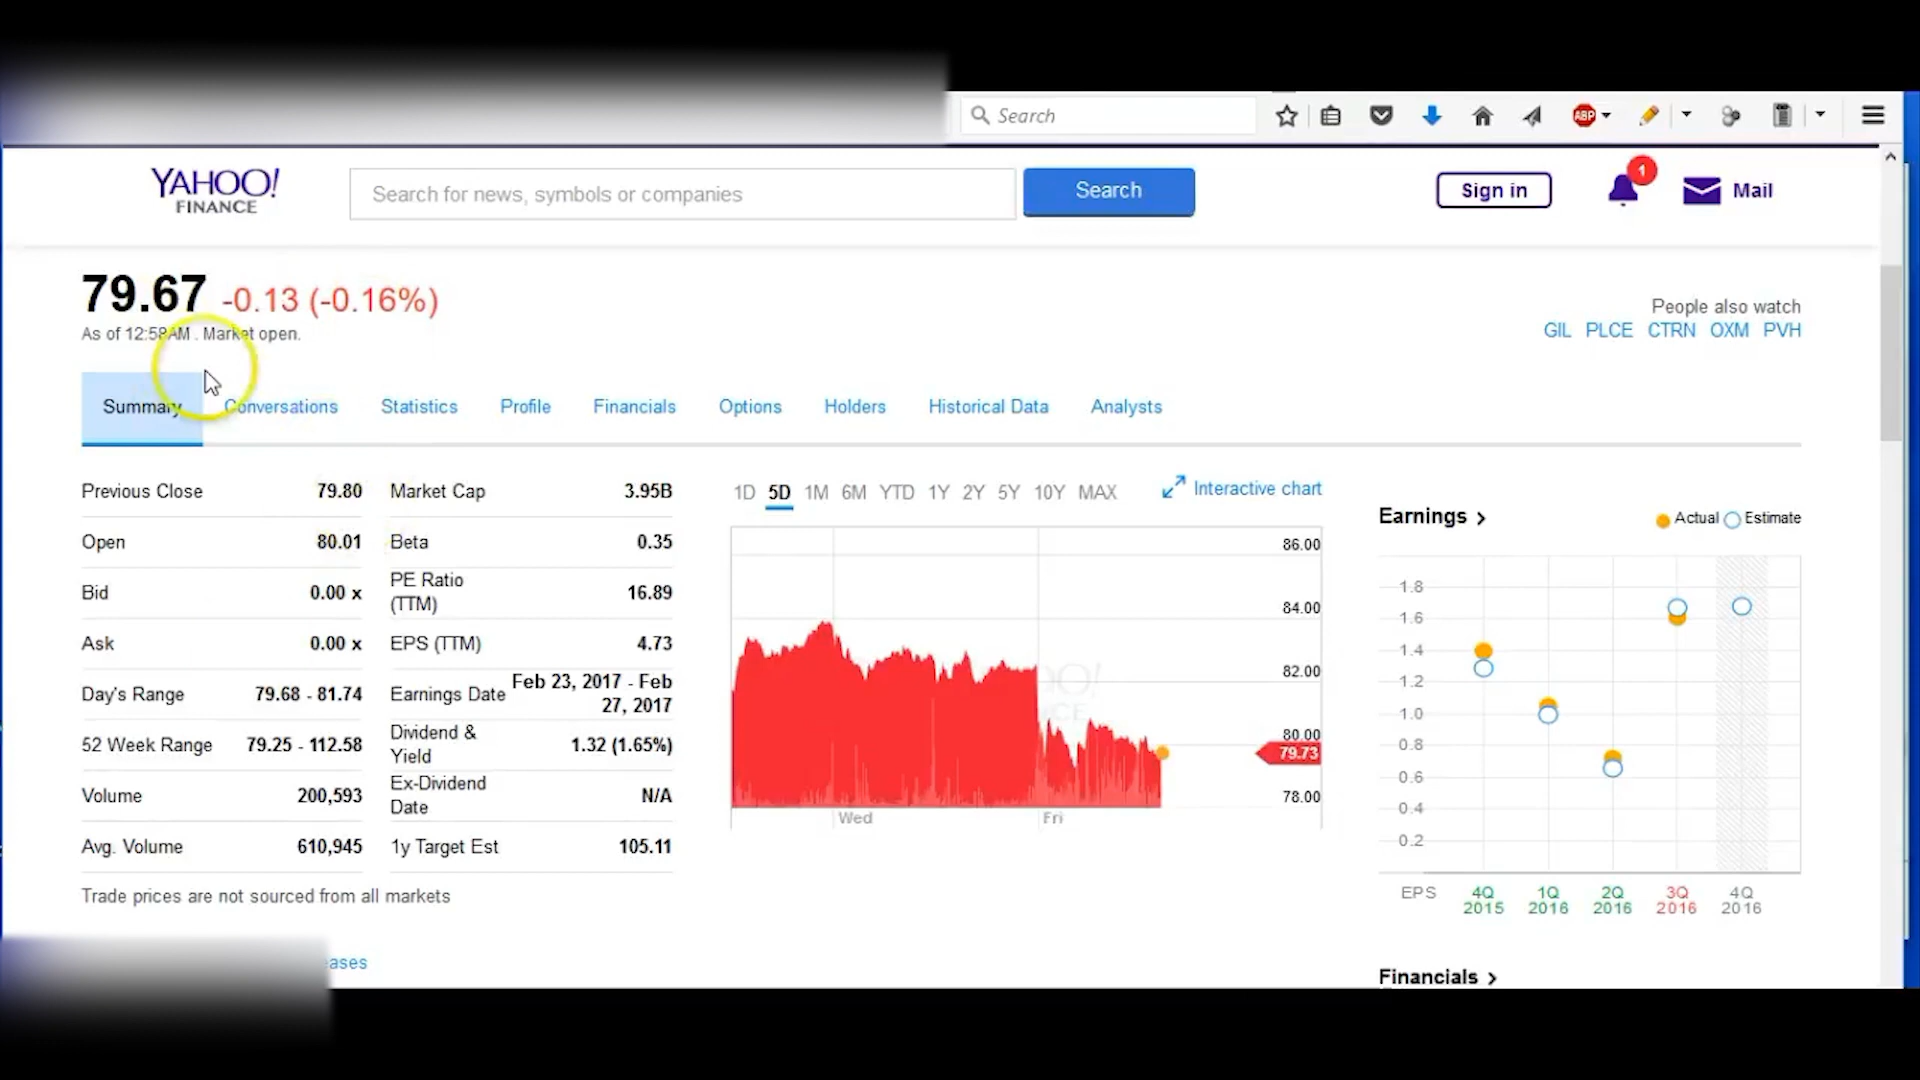 Search
ABP
YAHOO!
FINANCE
Search for news, symbols or companies
Search
Sign in
1
Mail
79.67 -0.13 (-0.16%)
As of 12:58AM . Market open.
People also watch
GIL PLCE CTRN OXM PVH
Summary Conversations Statistics Profile Financials Options Holders Historical Data Analysts
Previous Close 79.80
Open 80.01
Bid 0.00 x
Ask 0.00 x
Day's Range 79.68 - 81.74
52 Week Range 79.25 - 112.58
Volume 200,593
Avg. Volume 610,945
Trade prices are not sourced from all markets
Market Cap 3.95B
Beta 0.35
PE Ratio
(TTM) 16.89
EPS (TTM) 4.73
Earnings Date Feb 23, 2017 - Feb
27, 2017
Dividend &
Yield 1.32 (1.65%)
Ex-Dividend
Date N/A
1y Target Est 105.11
1D 5D 1M 6M YTD 1Y 2Y 5Y 10Y MAX
Interactive chart
86.00
84.00
82.00
80.00
79.73
78.00
Wed Fri
Earnings
Actual Estimate
1.8
1.6
1.4
1.2
1.0
0.8
0.6
0.4
0.2
EPS 4Q 1Q 2Q 3Q 4Q
2015 2016 2016 2016 2016
eases
Financials